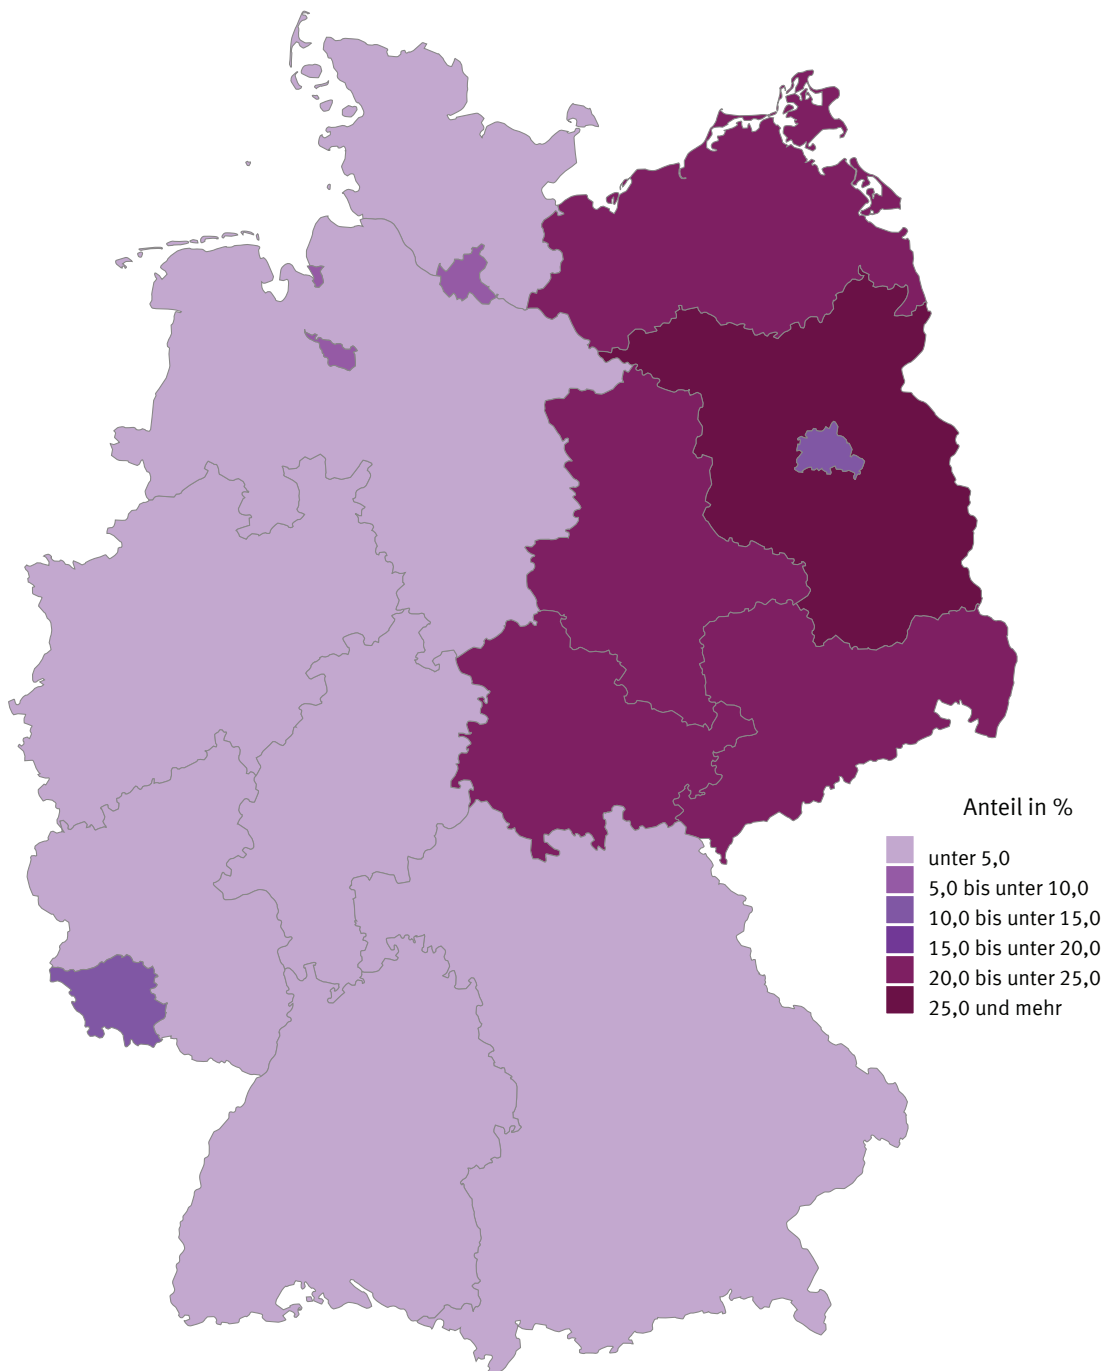 Anteil in %
unter 5,0
5,0 bis unter 10,0
10,0 bis unter 15,0
15,0 bis unter 20,0
20,0 bis unter 25,0
25,0 und mehr